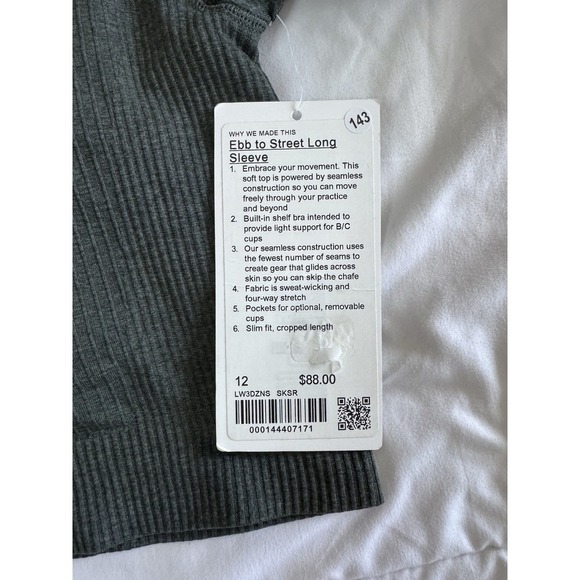 143
WHY WE MADE THIS
Ebb to Street Long
Sleeve
1. Embrace your movement. This
soft top is powered by seamless
construction so you can move
freely through your practice
and beyond
2. Built-in shelf bra intended to
provide light support for B/C
cups
3. Our seamless construction uses
the fewest number of seams to
create gear that glides across
skin so you can skip the chafe
4. Fabric is sweat-wicking and
four-way stretch
5. Pockets for optional, removable
cups
6. Slim fit, cropped length
12 $88.00
LW3DZNS SKSR
000144407171